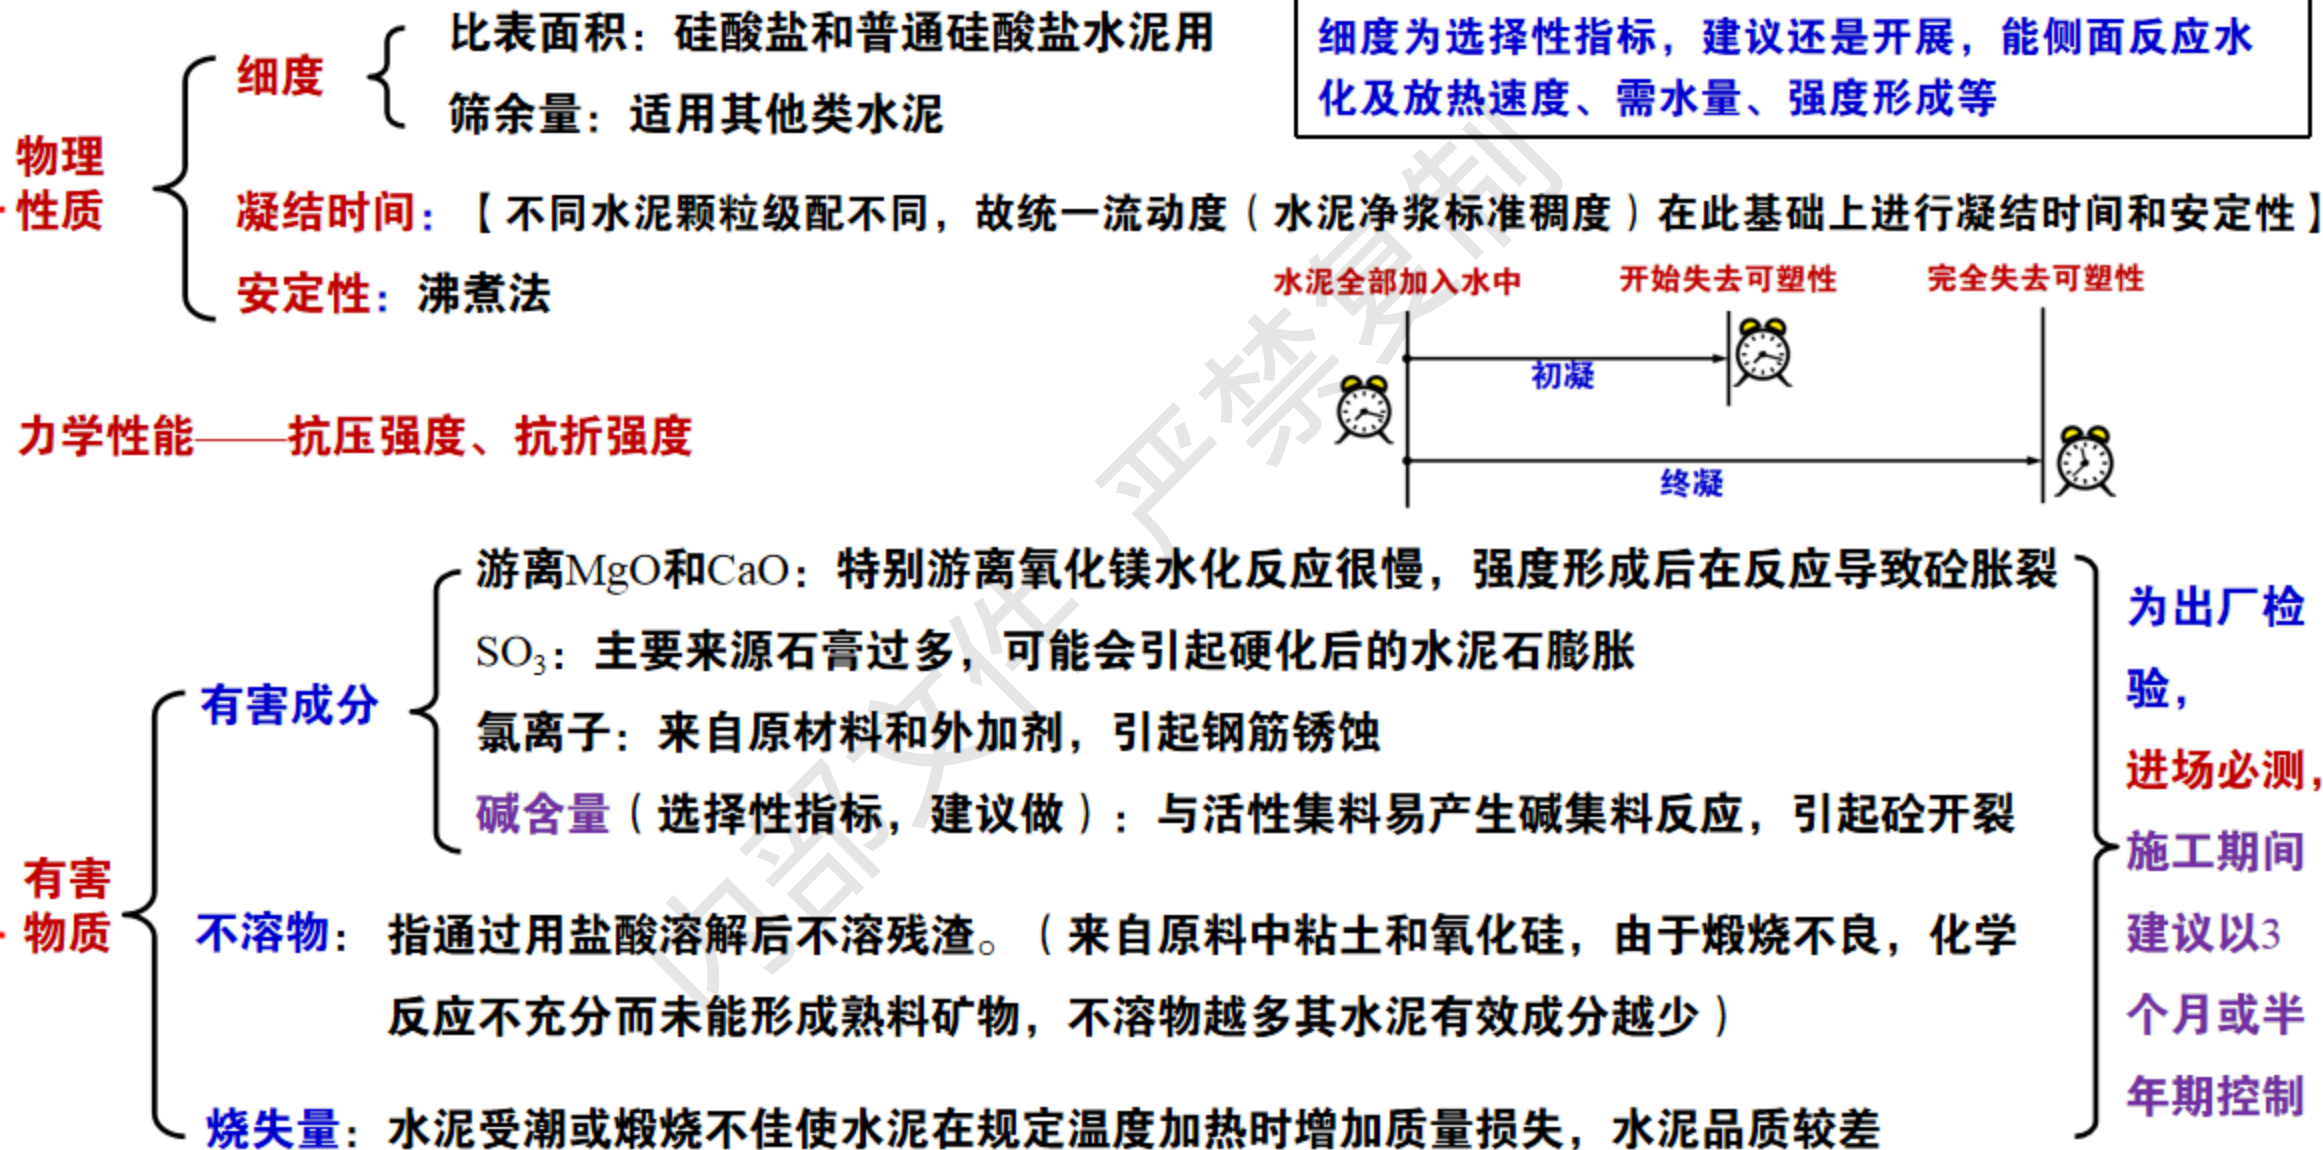 比表面积：硅酸盐和普通硅酸盐水泥用
细度
筛余量：适用其他类水泥
细度为选择性指标，建议还是开展，能侧面反应水
化及放热速度、需水量、强度形成等
物理
性质
凝结时间：【不同水泥颗粒级配不同，故统一流动度（水泥净浆标准稠度）在此基础上进行凝结时间和安定性】
安定性：沸煮法
水泥全部加入水中
开始失去可塑性
完全失去可塑性
初凝
终凝
力学性能——抗压强度、抗折强度
有害物质
有害成分
游离MgO和CaO：特别游离氧化镁水化反应很慢，强度形成后在反应导致砼胀裂
SO₃：主要来源石膏过多，可能会引起硬化后的水泥石膨胀
氯离子：来自原材料和外加剂，引起钢筋锈蚀
碱含量（选择性指标，建议做）：与活性集料易产生碱集料反应，引起砼开裂
不溶物：指通过用盐酸溶解后不溶残渣。（来自原料中粘土和氧化硅，由于煅烧不良，化学
反应不充分而未能形成熟料矿物，不溶物越多其水泥有效成分越少）
烧失量：水泥受潮或煅烧不佳使水泥在规定温度加热时增加质量损失，水泥品质较差
为出厂检
验，
进场必测，
施工期间
建议以3
个月或半
年期控制
内部文件 严禁复制